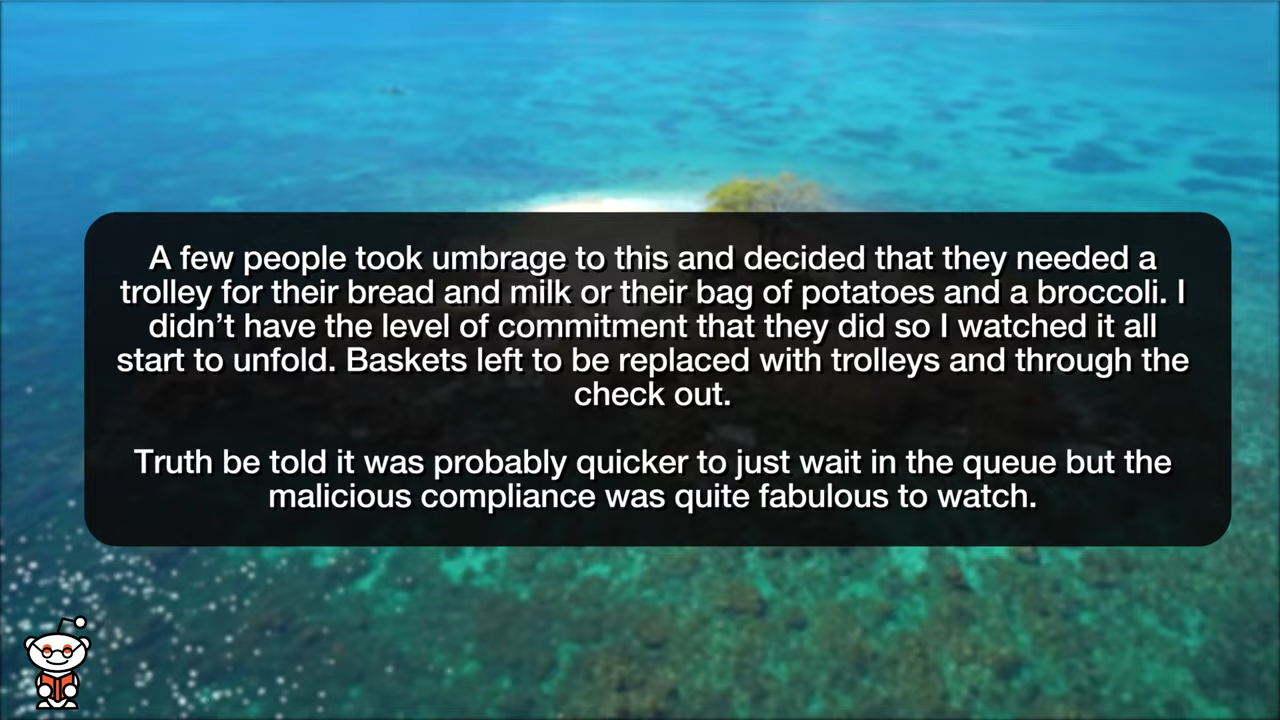 A few people took umbrage to this and decided that they needed a
trolley for their bread and milk or their bag of potatoes and a broccoli. I
didn’t have the level of commitment that they did so I watched it all
start to unfold. Baskets left to be replaced with trolleys and through the
check out.
Truth be told it was probably quicker to just wait in the queue but the
malicious compliance was quite fabulous to watch.